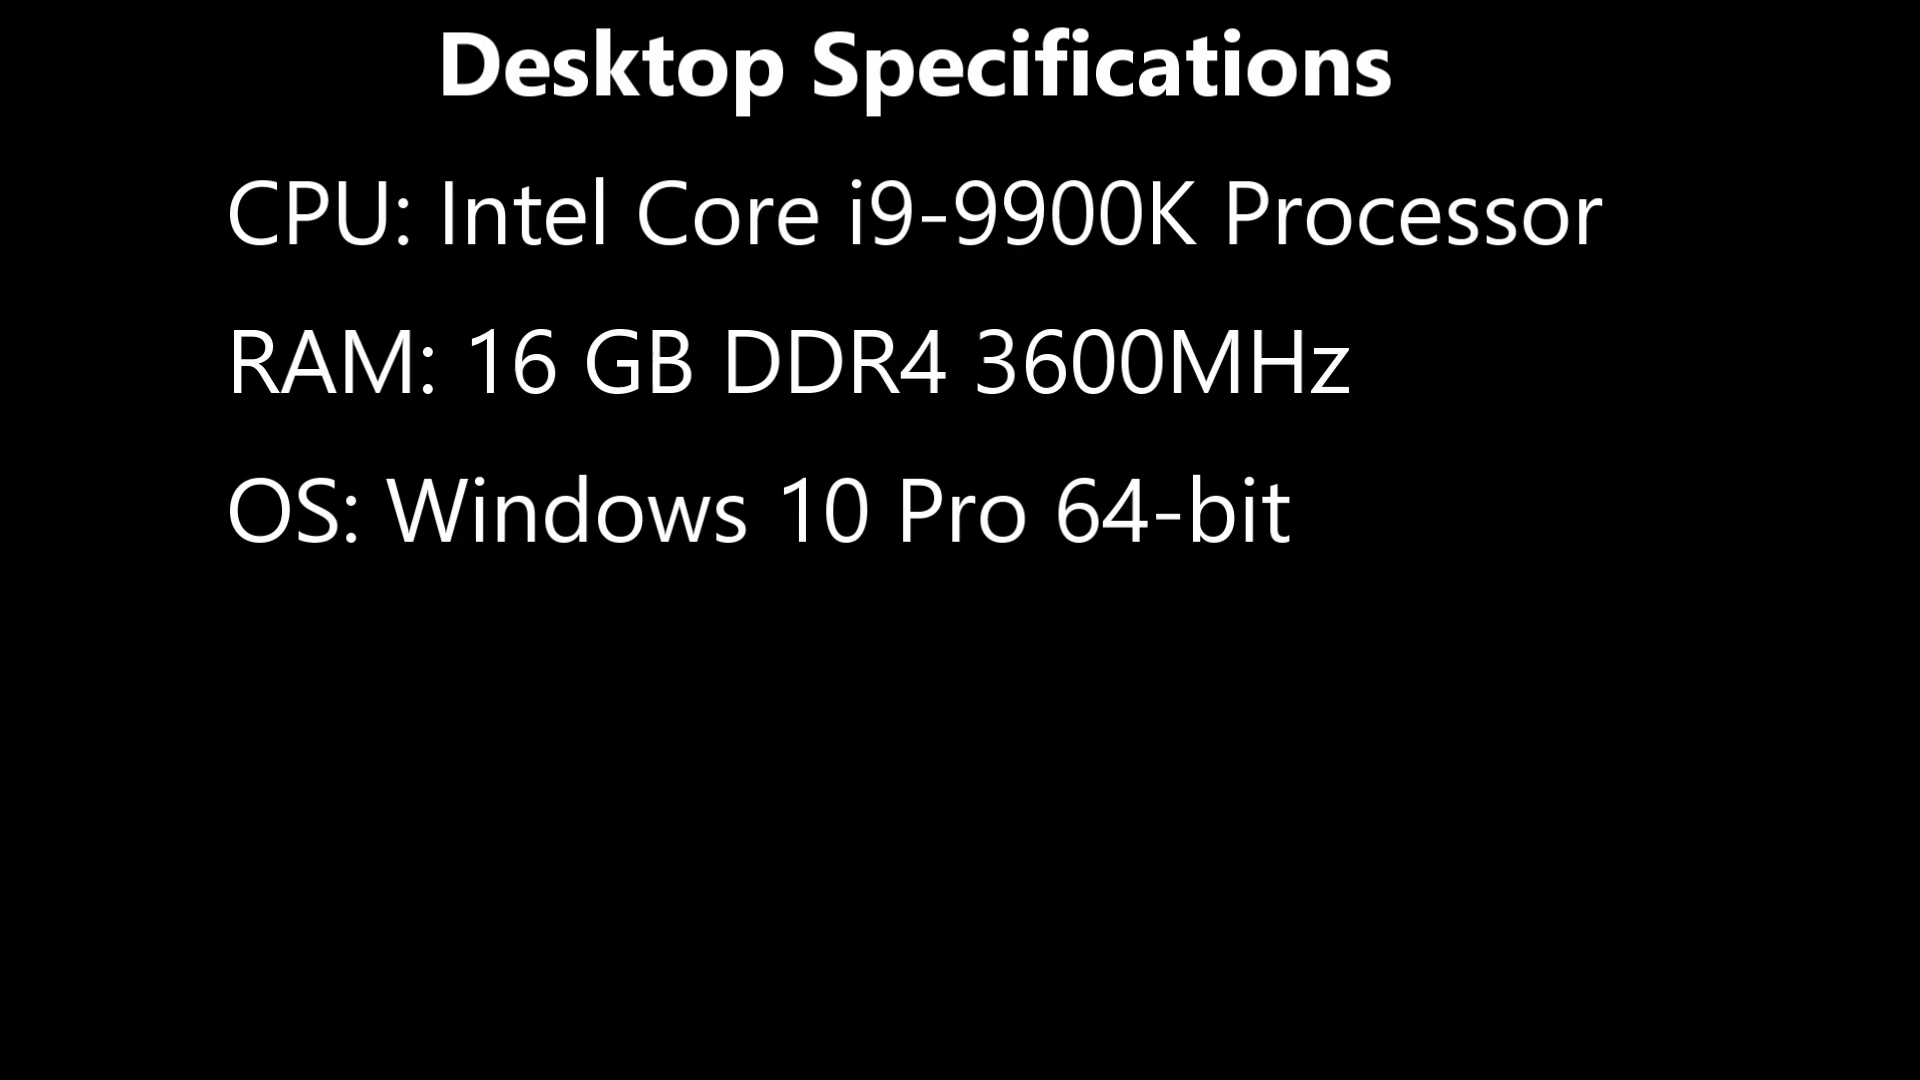 Desktop Specifications
CPU: Intel Core i9-9900K Processor
RAM: 16 GB DDR4 3600MHz
OS: Windows 10 Pro 64-bit